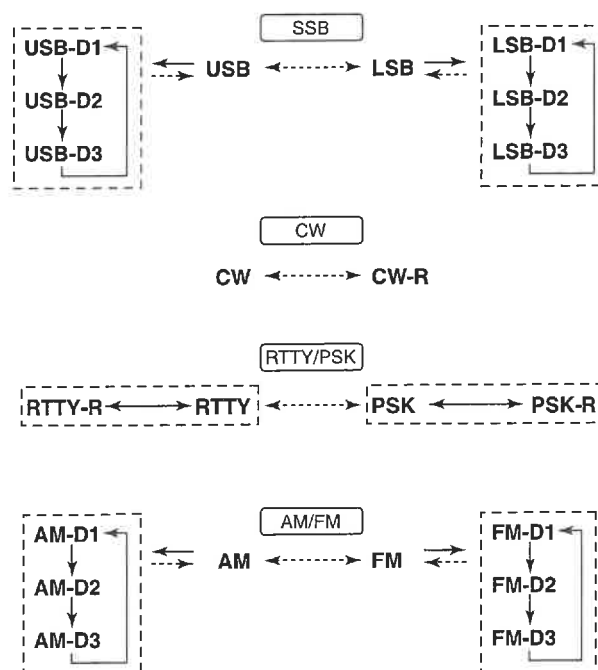 SSB
USB-D1
USB-D2
USB-D3
USB
LSB
LSB-D1
LSB-D2
LSB-D3
CW
CW
CW-R
RTTY/PSK
RTTY-R
RTTY
PSK
PSK-R
AM/FM
AM-D1
AM-D2
AM-D3
AM
FM
FM-D1
FM-D2
FM-D3